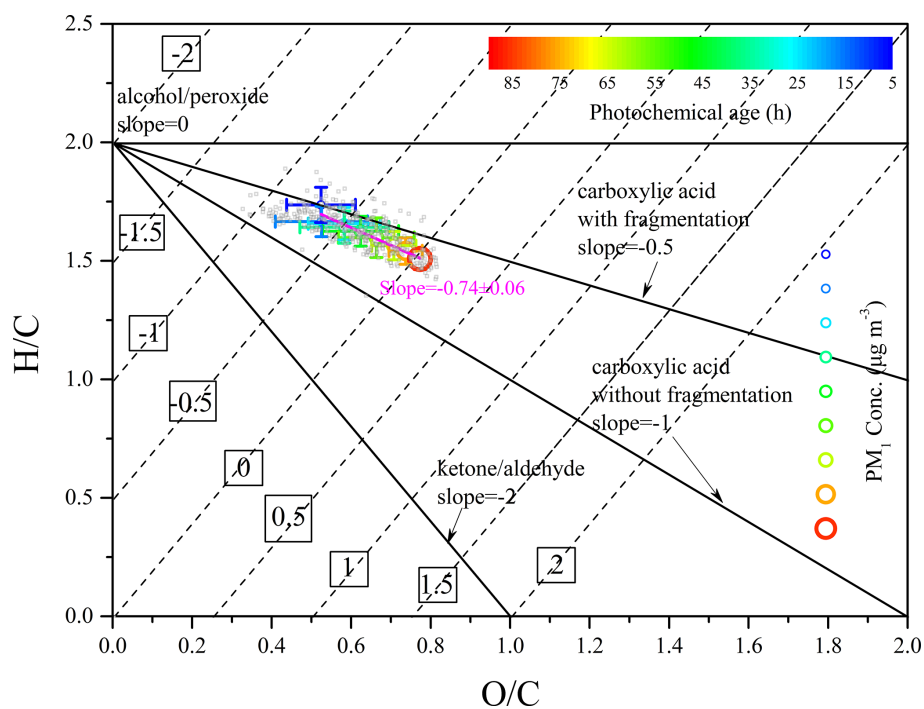 2.5
2.0
1.5
1.0
0.5
0.0
H/C
0.0
0.2
0.4
0.6
0.8
1.0
1.2
1.4
1.6
1.8
2.0
O/C
-2
-1.5
-1
-0.5
0
0.5
1
1.5
2
alcohol/peroxide
slope=0
85
75
65
55
45
35
25
15
5
Photochemical age (h)
carboxylic acid
with fragmentation
slope=-0.5
Slope=-0.74±0.06
carboxylic acid
without fragmentation
slope=-1
ketone/aldehyde
slope=-2
PM₁ Conc. (μg m⁻³)